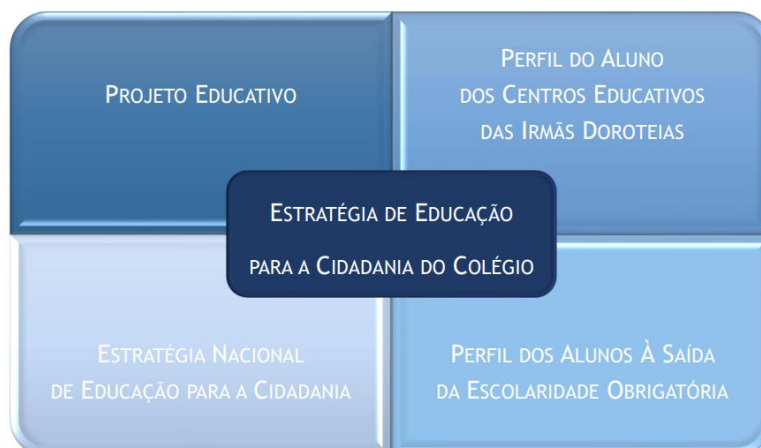 PROJETO EDUCATIVO
PERFIL DO ALUNO
DOS CENTROS EDUCATIVOS
DAS IRMÃS DOROTEIAS
ESTRATÉGIA DE EDUCAÇÃO
PARA A CIDADANIA DO COLÉGIO
ESTRATÉGIA NACIONAL
DE EDUCAÇÃO PARA A CIDADANIA
PERFIL DOS ALUNOS À SAÍDA
DA ESCOLARIDADE OBRIGATÓRIA